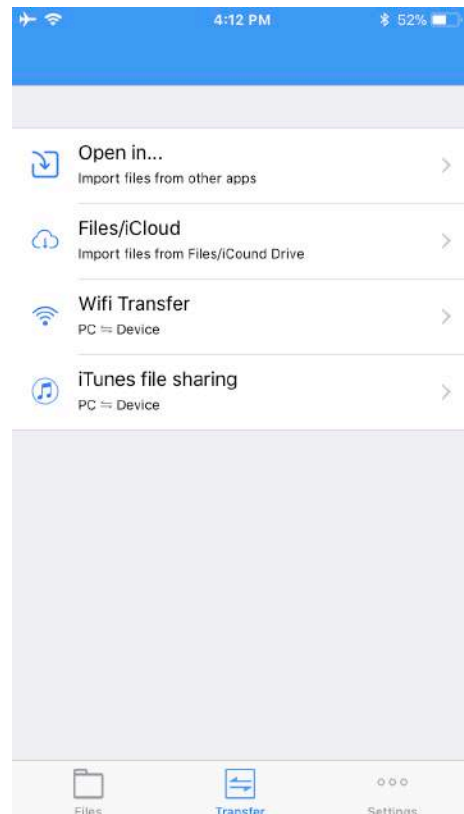 4:12 PM
52%
Open in...
Import files from other apps
Files/iCloud
Import files from Files/iCound Drive
Wifi Transfer
PC ⇋ Device
iTunes file sharing
PC ⇋ Device
Files
Transfer
Settings